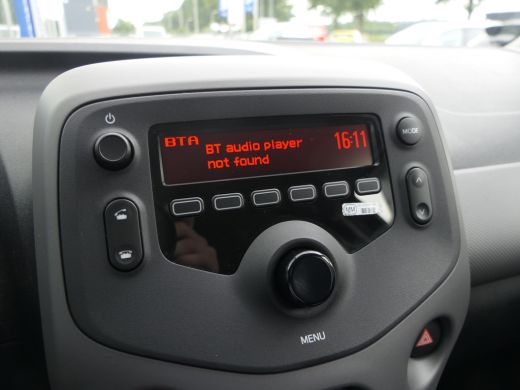 BTA
BT audio player
not found
16:11
MODE
MENU